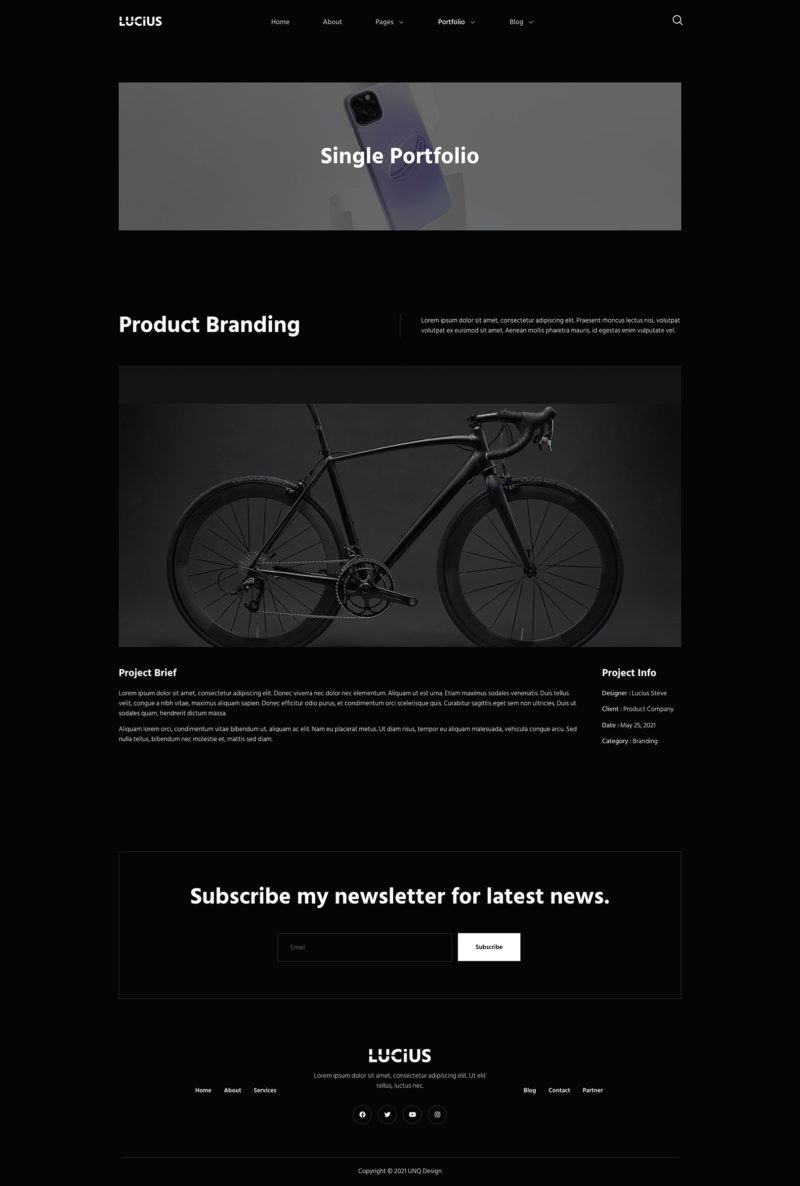 LUCIUS
Home About Pages Portfolio Blog
Single Portfolio
Product Branding
Lorem ipsum dolor sit amet, consectetur adipiscing elit. Praesent rhoncus lectus nisi, volutpat
volutpat ex euismod sit amet. Aenean mollis pharetra mauris, id egestas enim vulputate vel.
Project Brief
Lorem ipsum dolor sit amet, consectetur adipiscing elit. Donec viverra nec dolor nec elementum. Aliquam ut est urna. Etiam maximus sodales venenatis. Duis tellus
velit, congue a nibh vitae, maximus aliquam sapien. Donec efficitur odio purus, et condimentum orci scelerisque quis. Curabitur sagittis eget sem non ultricies. Duis ut
sodales quam, hendrerit dictum massa.
Aliquam lorem orci, condimentum vitae bibendum ut, aliquam ac elit. Nam eu placerat metus. Ut diam risus, tempor eu aliquam malesuada, vehicula congue arcu. Sed
nulla tellus, bibendum nec molestie et, mattis sed diam.
Project Info
Designer : Lucius Steve
Client : Product Company
Date : May 25, 2021
Category : Branding
Subscribe my newsletter for latest news.
Email
Subscribe
LUCIUS
Lorem ipsum dolor sit amet, consectetur adipiscing elit. Ut elit
tellus, luctus nec.
Home About Services
Blog Contact Partner
Copyright © 2021 UNQ Design